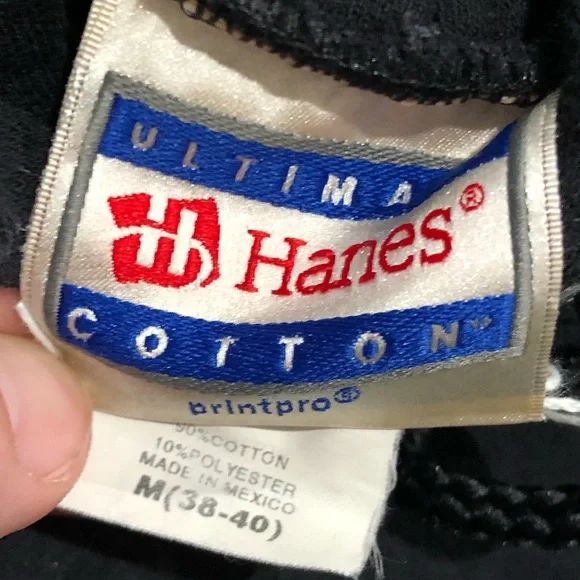 ULTIMA
Hanes®
COTTON™
printpro®
90%COTTON
10%POLYESTER
MADE IN MEXICO
M(38-40)